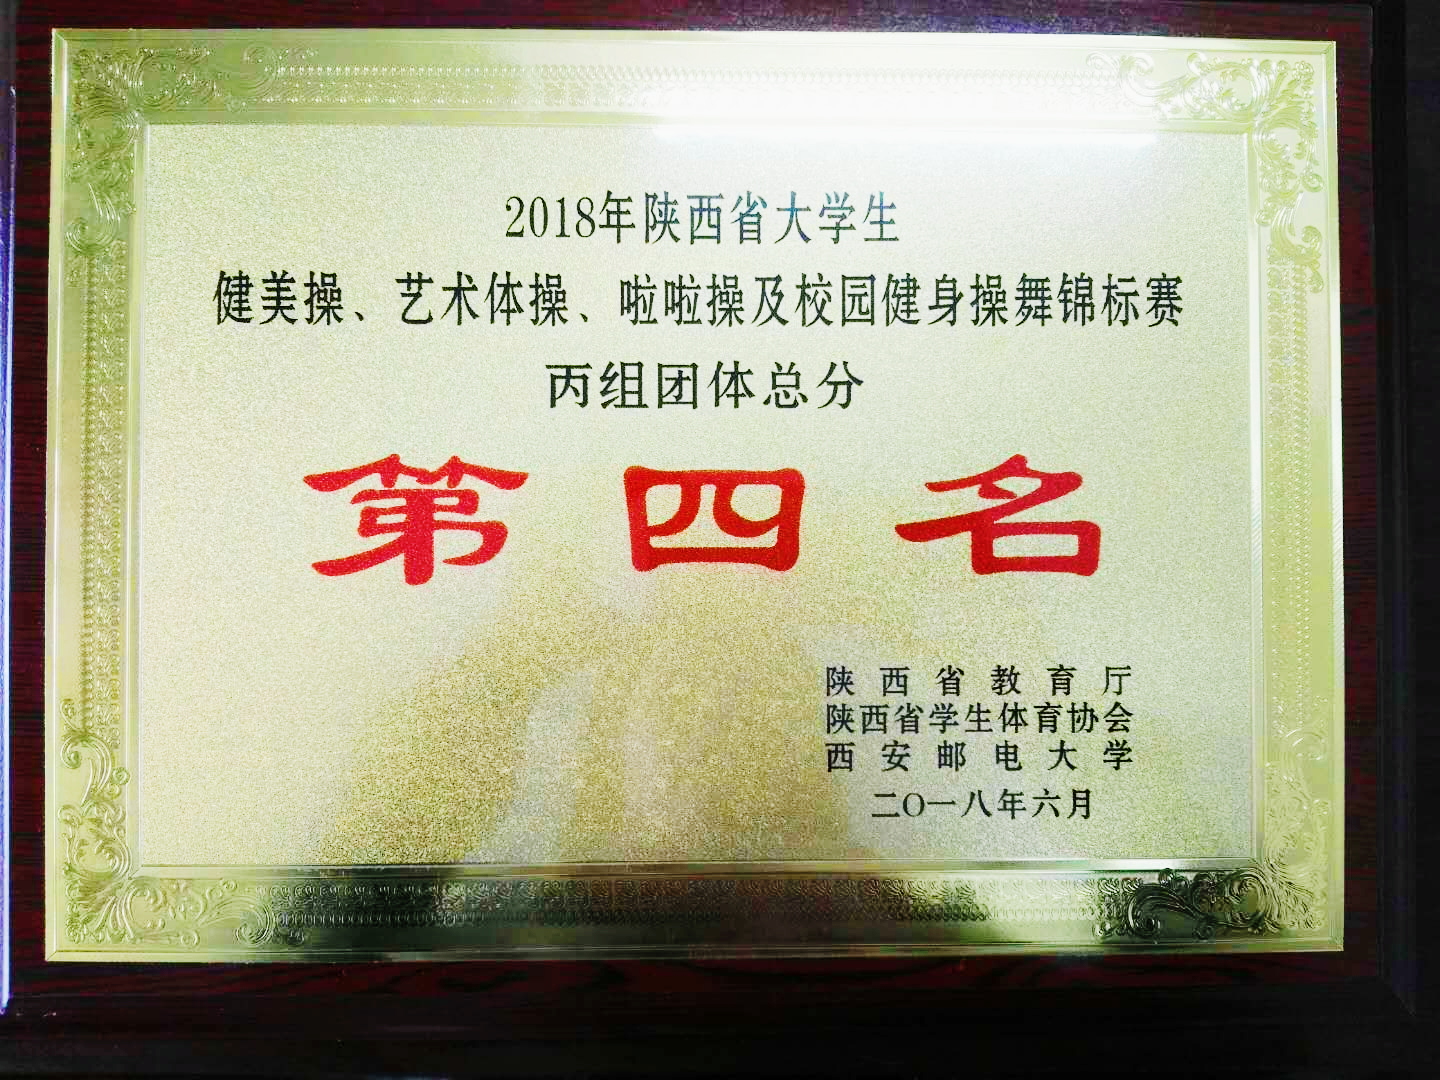 2018年陕西省大学生
健美操、艺术体操、啦啦操及校园健身操舞锦标赛
丙组团体总分
第四名
陕西省教育厅
陕西省学生体育协会
西安邮电大学
二〇一八年六月